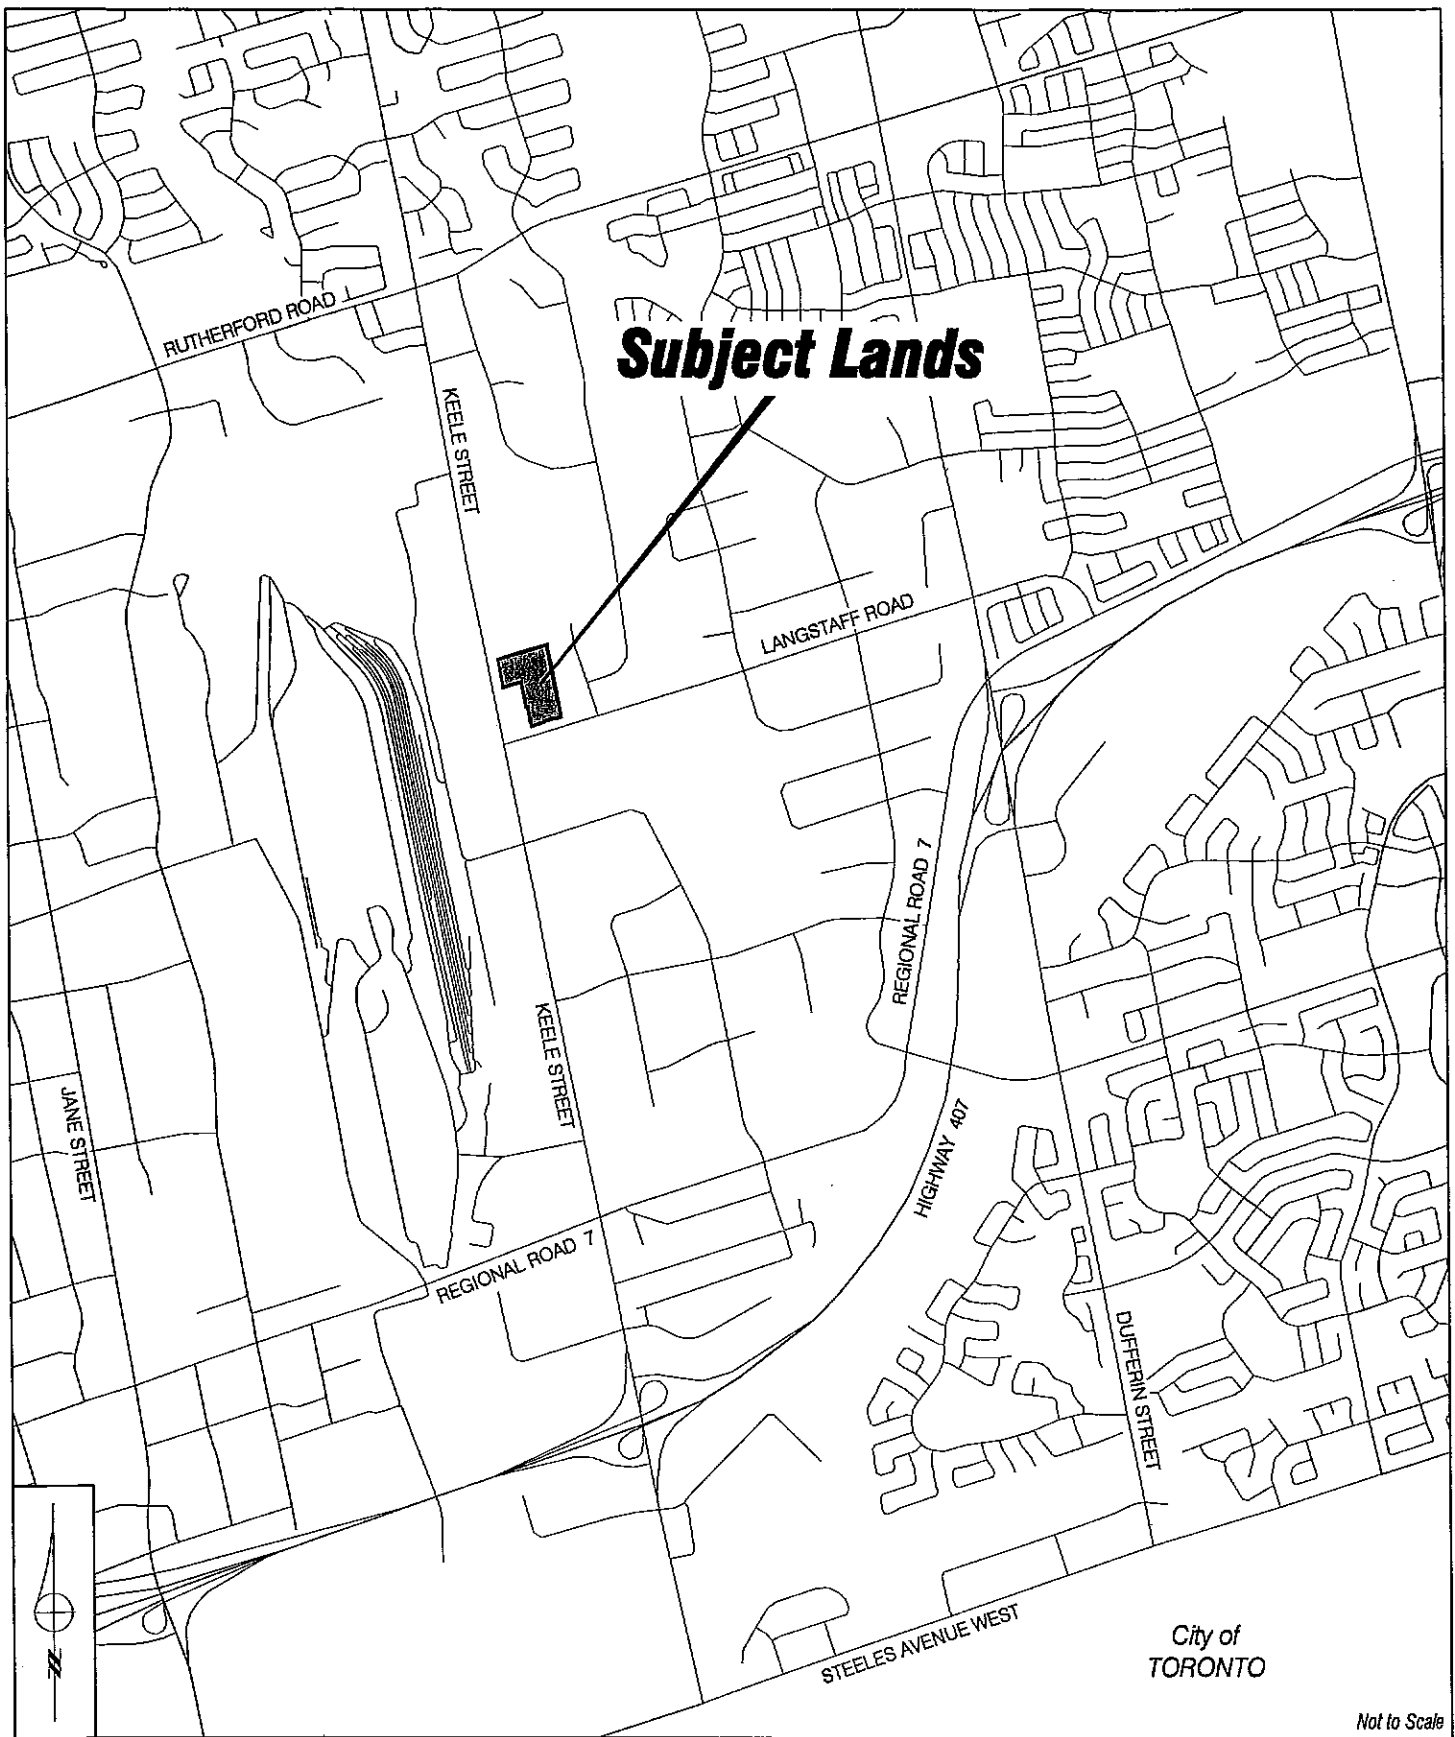 RUTHERFORD ROAD
Subject Lands
KEELE STREET
LANGSTAFF ROAD
REGIONAL ROAD 7
KEELE STREET
JANE STREET
HIGHWAY 407
REGIONAL ROAD 7
DUFFERIN STREET
N
STEELES AVENUE WEST
City of
TORONTO
Not to Scale